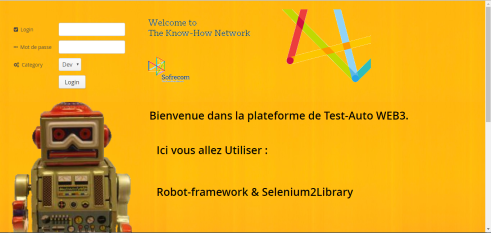 Login
Mot de passe
Category
Dev
Login
Welcome to
The Know-How Network
Sofrecom
Bienvenue dans la plateforme de Test-Auto WEB3.
Ici vous allez Utiliser :
Robot-framework & Selenium2Library